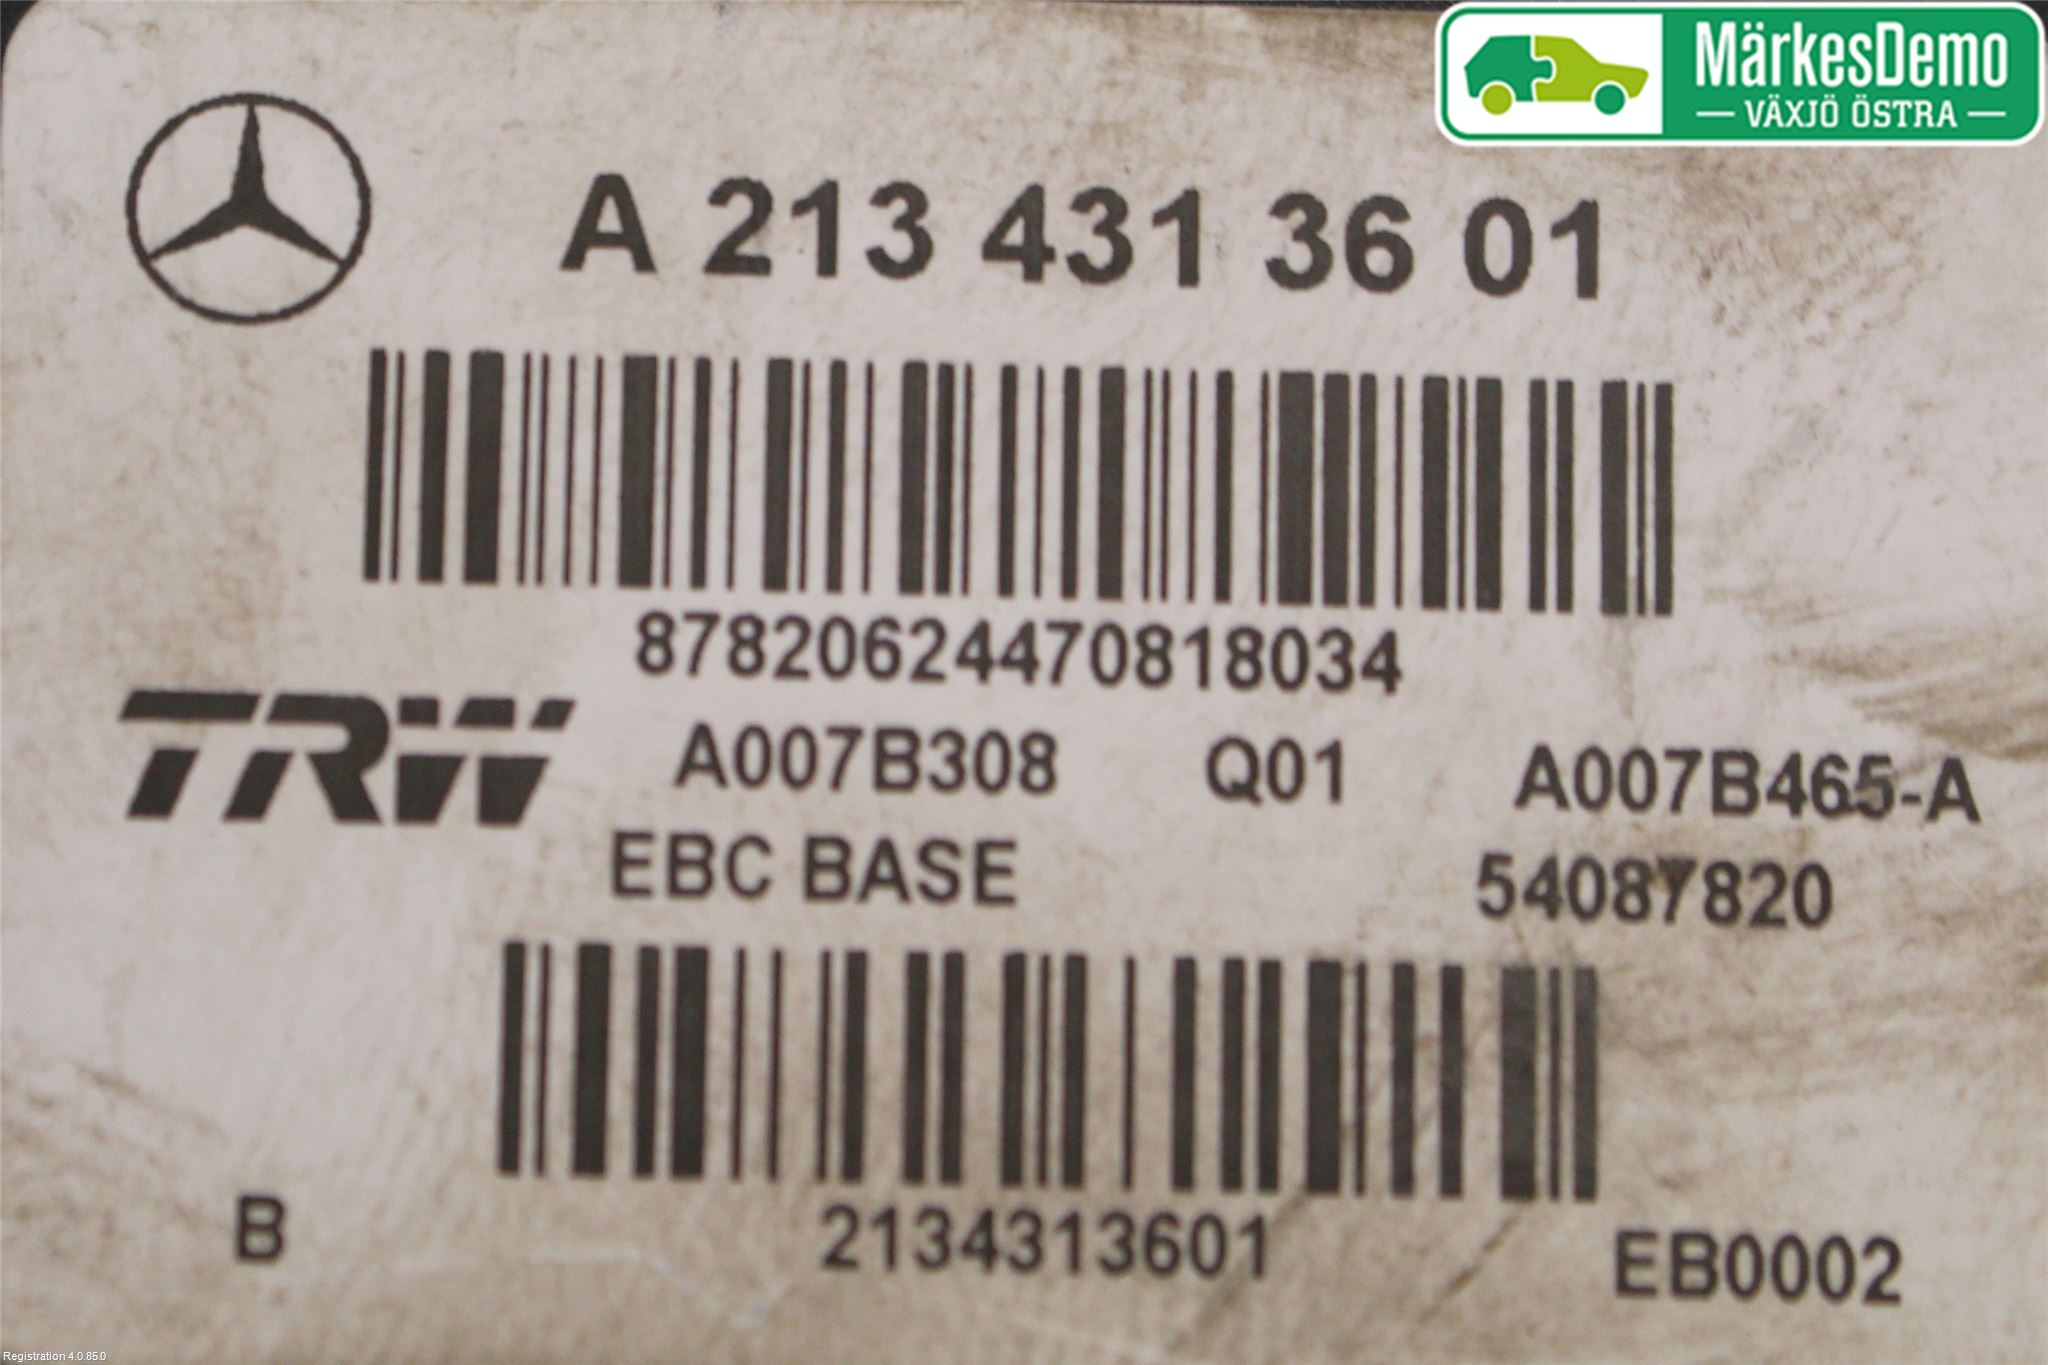 MärkesDemo
— VÄXJÖ ÖSTRA —
A 213 431 36 01
87820624470818034
TRW
A007B308 Q01 A007B465-A
EBC BASE 54087820
2134313601
B EB0002
Registration 4.0.85.0